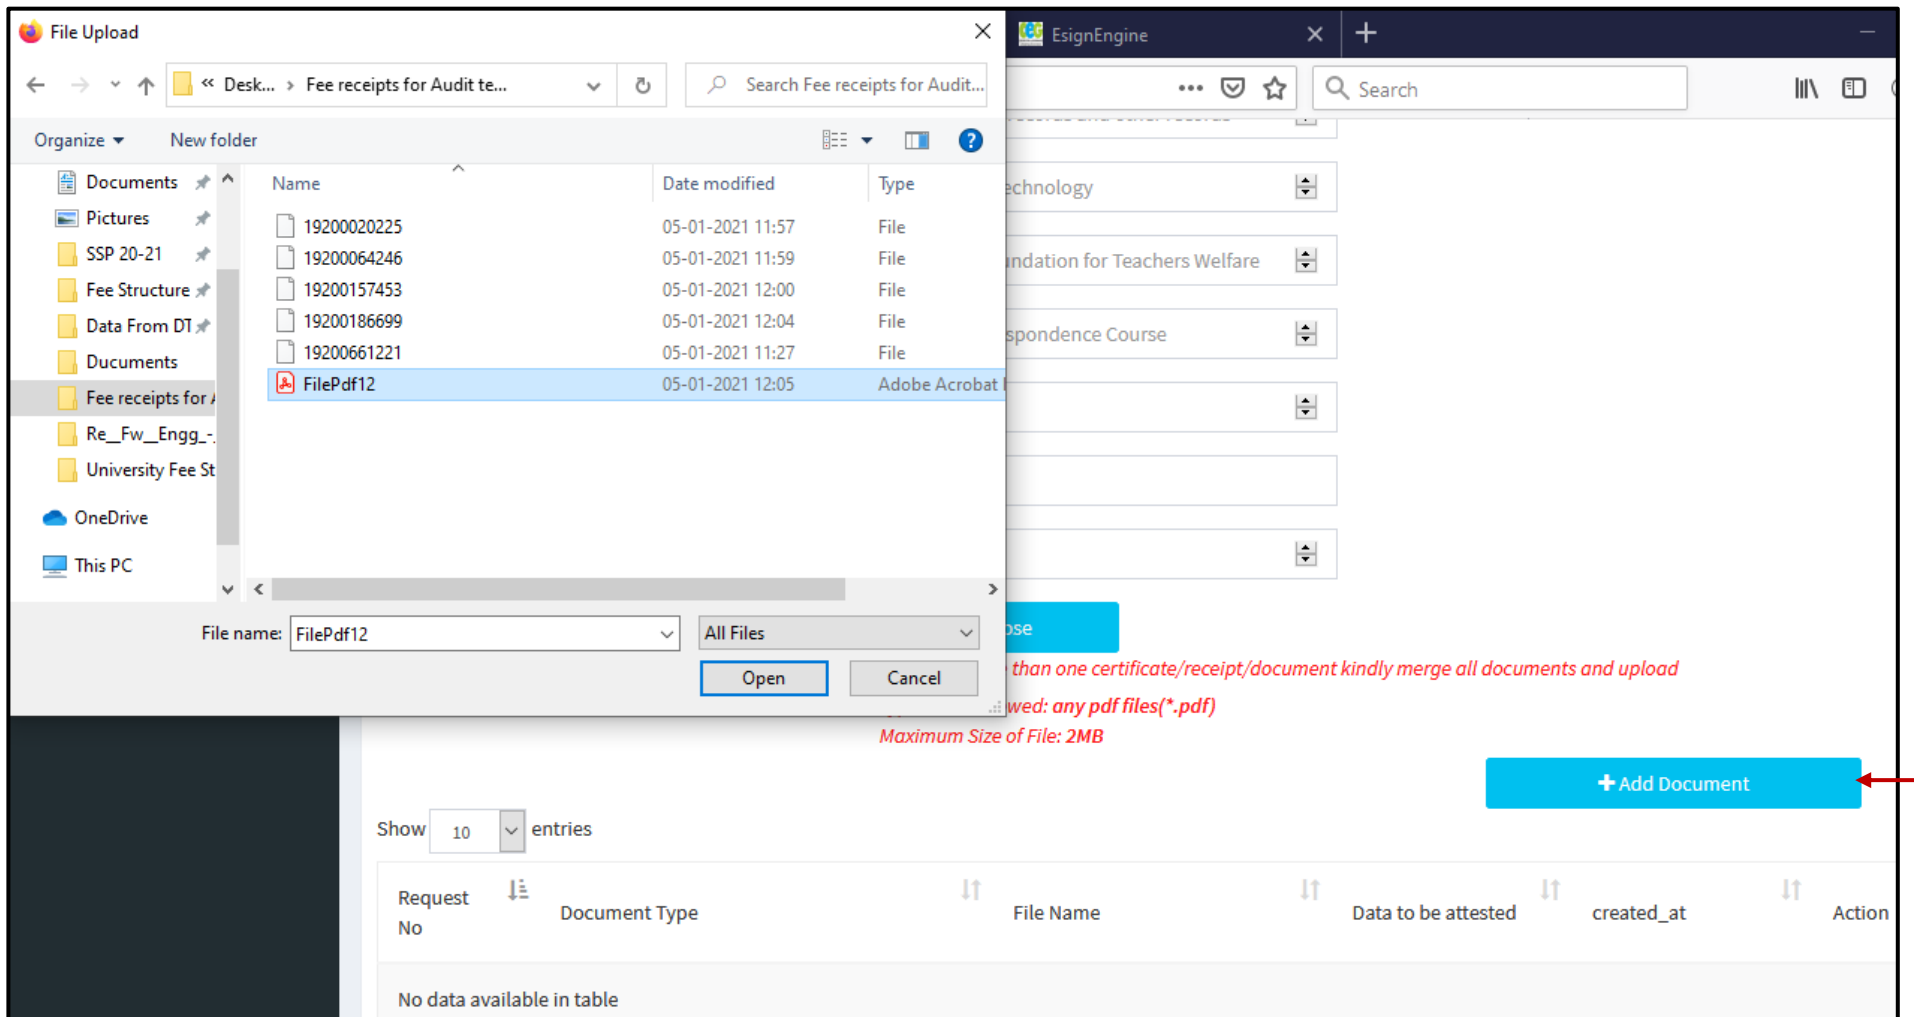 File Upload
EsignEngine
« Desk... > Fee receipts for Audit te...
Search Fee receipts for Audit...
Search
Organize
New folder
Documents
Pictures
SSP 20-21
Fee Structure
Data From DT
Ducuments
Fee receipts for
Re__Fw__Engg_-
University Fee St
OneDrive
This PC
Name Date modified Type
19200020225 05-01-2021 11:57 File
19200064246 05-01-2021 11:59 File
19200157453 05-01-2021 12:00 File
19200186699 05-01-2021 12:04 File
19200661221 05-01-2021 11:27 File
FilePdf12 05-01-2021 12:05 Adobe Acrobat
File name: FilePdf12
All Files
Open
Cancel
echnology
ndation for Teachers Welfare
spondence Course
ose
than one certificate/receipt/document kindly merge all documents and upload
wed: any pdf files(*.pdf)
Maximum Size of File: 2MB
+Add Document
Show 10 entries
Request No
Document Type
File Name
Data to be attested
created_at
Action
No data available in table